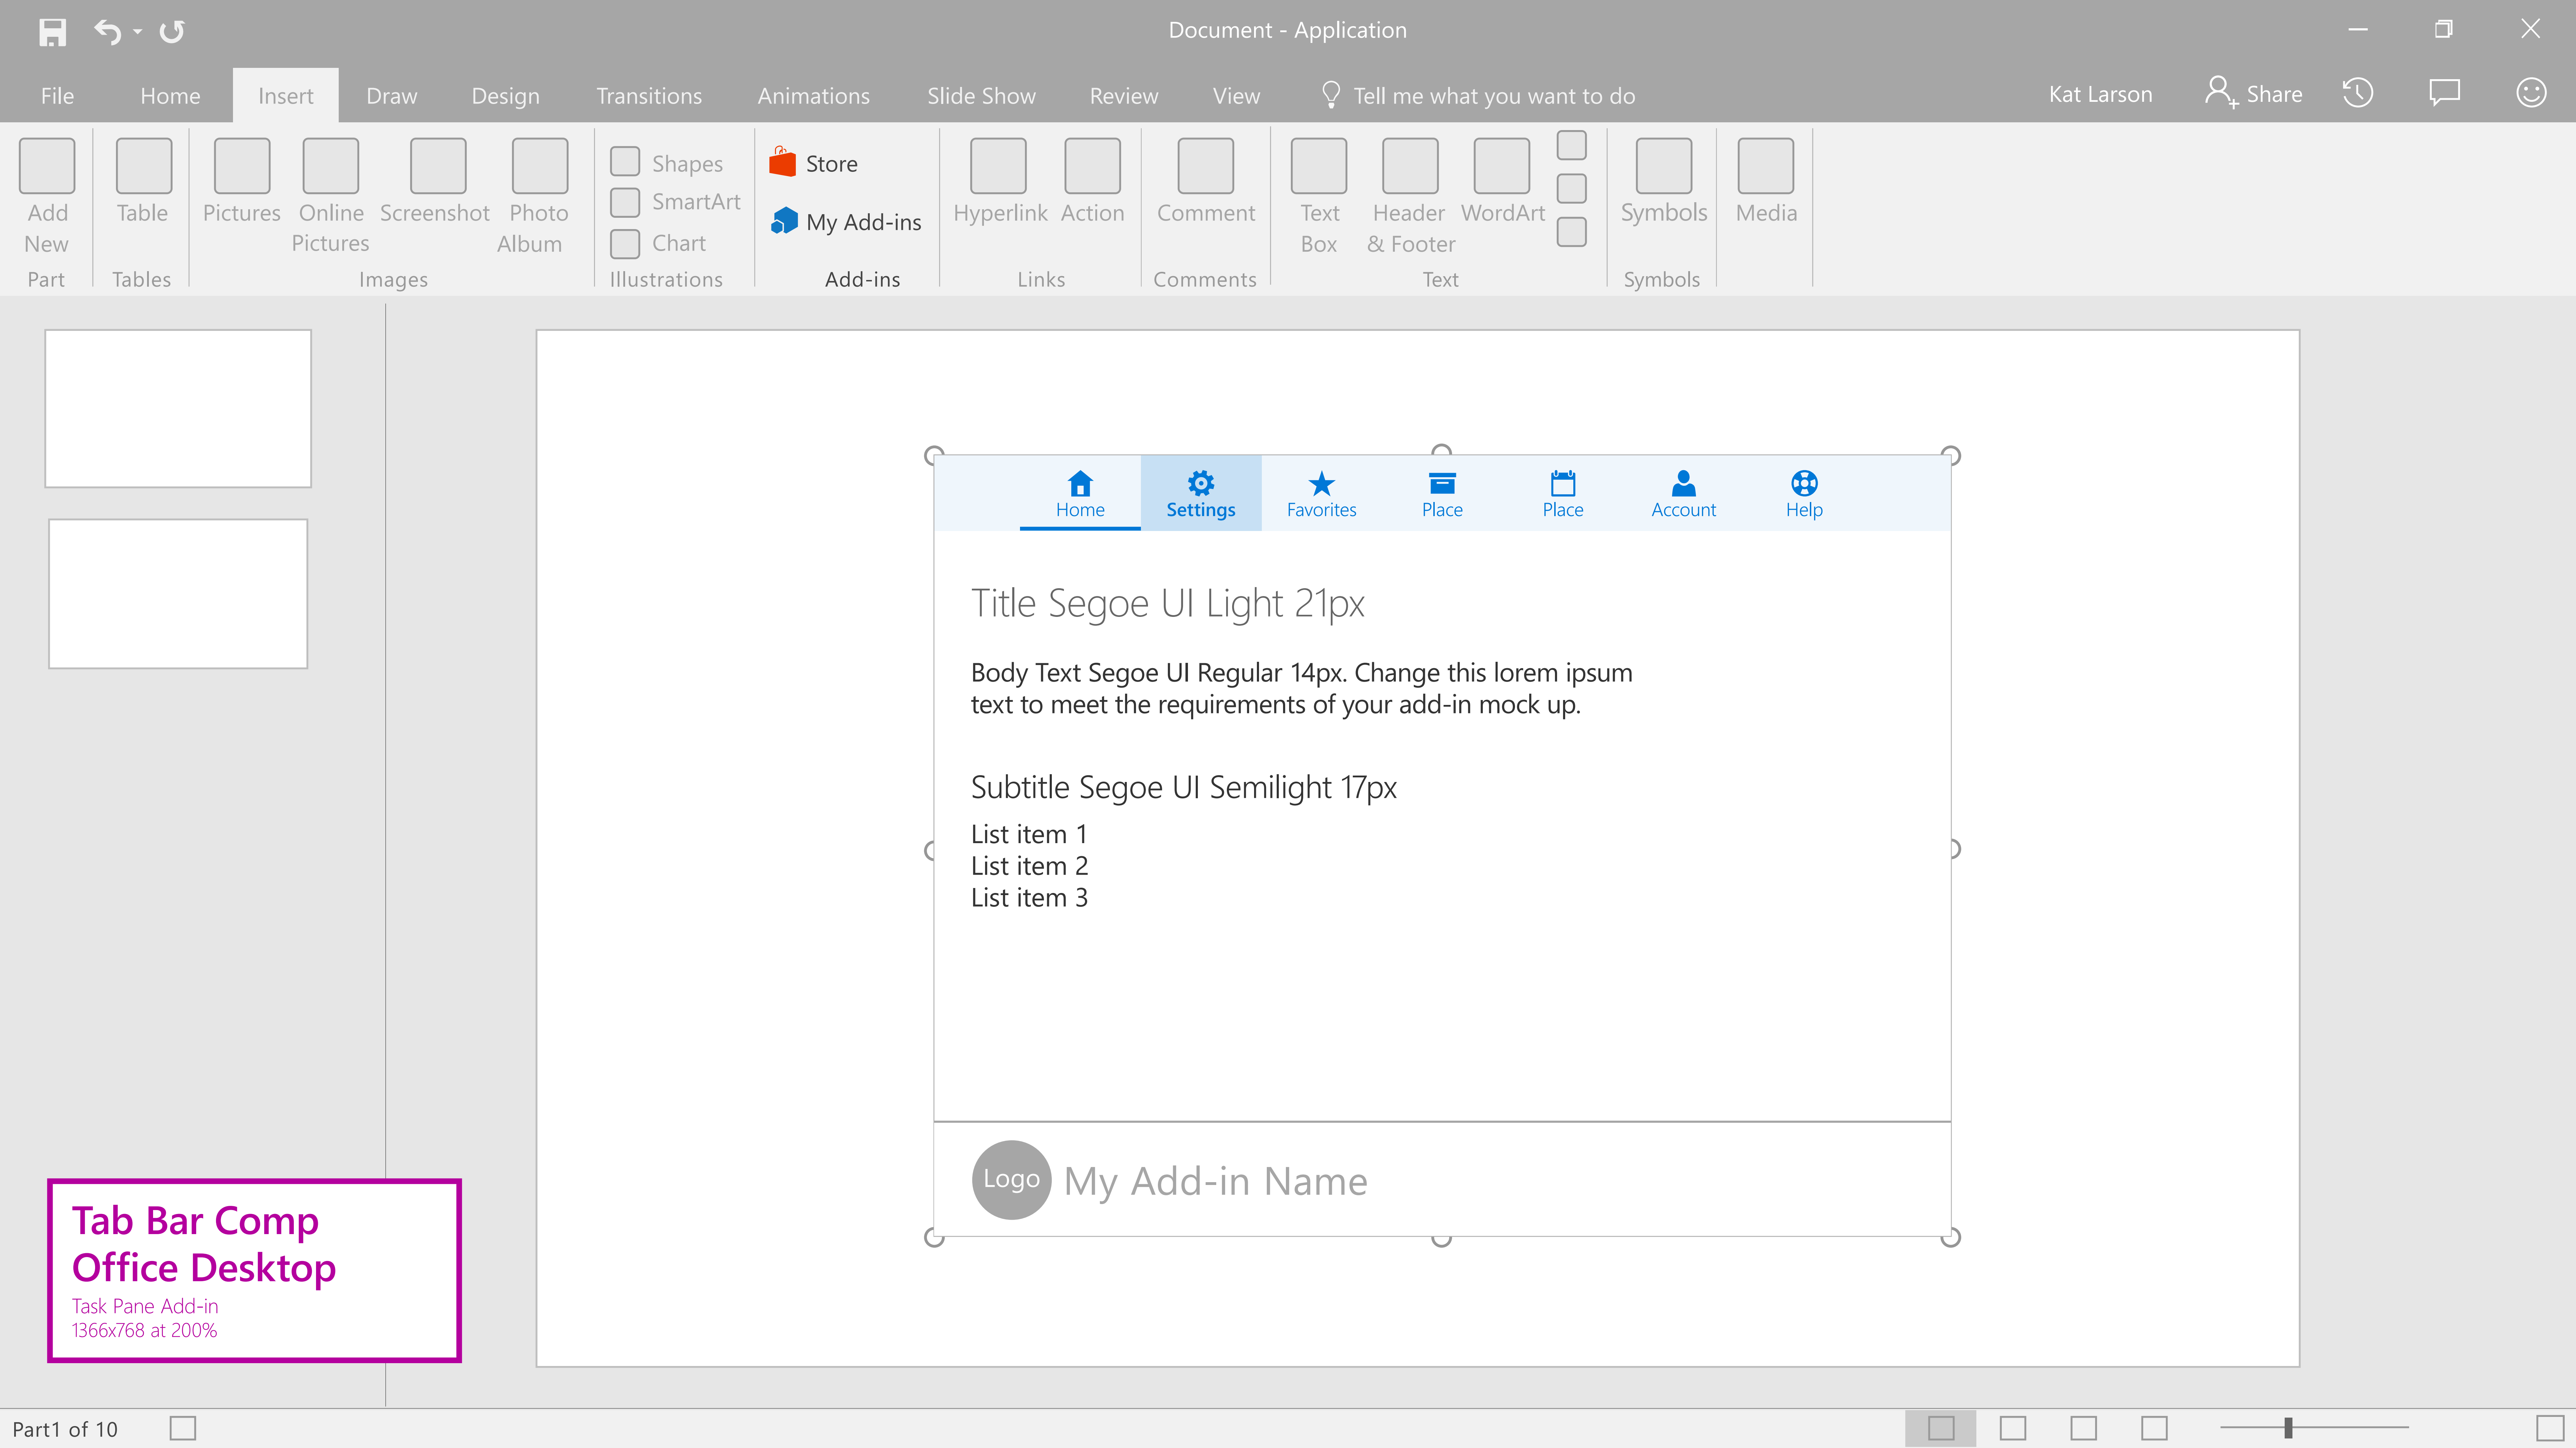 Document - Application
File Home Insert Draw Design Transitions Animations Slide Show Review View Tell me what you want to do Kat Larson Share
Add New
Table
Pictures
Online Pictures
Screenshot
Photo Album
Shapes
SmartArt
Chart
Store
My Add-ins
Hyperlink
Action
Comment
Text Box
Header & Footer
WordArt
Symbols
Media
Part Tables Images Illustrations Add-ins Links Comments Text Symbols
Home Settings Favorites Place Place Account Help
Title Segoe UI Light 21px
Body Text Segoe UI Regular 14px. Change this lorem ipsum
text to meet the requirements of your add-in mock up.
Subtitle Segoe UI Semilight 17px
List item 1
List item 2
List item 3
Logo My Add-in Name
Tab Bar Comp
Office Desktop
Task Pane Add-in
1366x768 at 200%
Part1 of 10